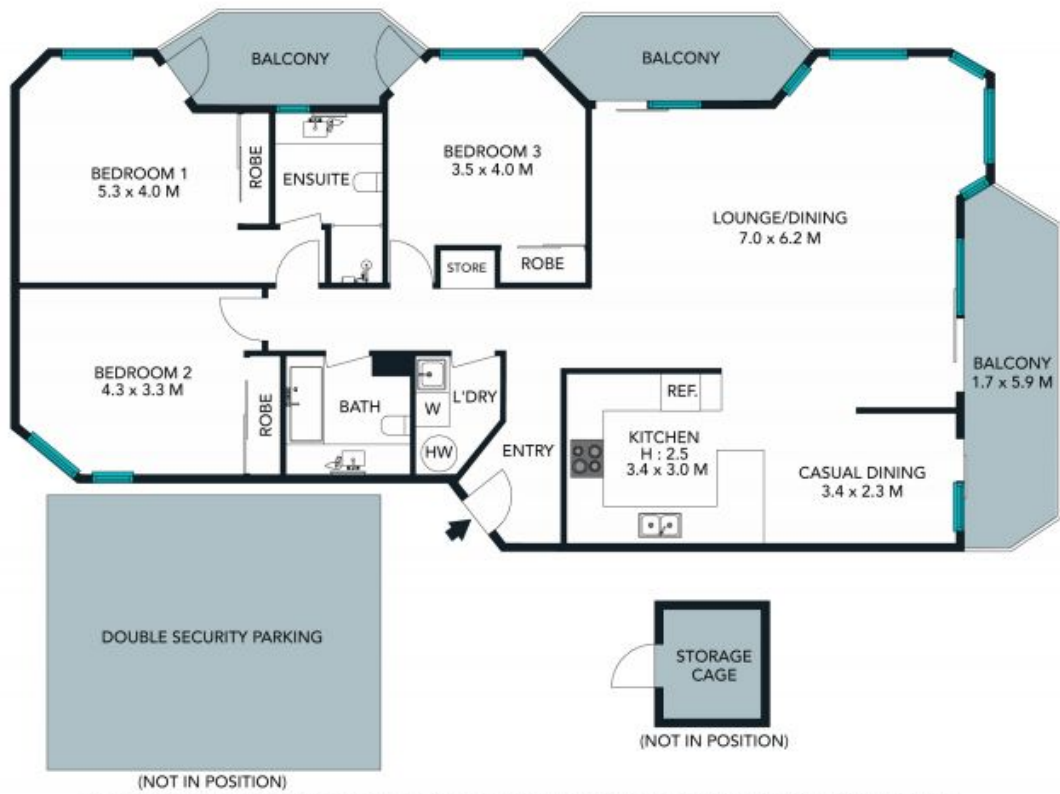 BALCONY
BALCONY
BEDROOM 1
5.3 x 4.0 M
ROBE
ENSUITE
BEDROOM 3
3.5 x 4.0 M
STORE
ROBE
LOUNGE/DINING
7.0 x 6.2 M
BALCONY
1.7 x 5.9 M
BEDROOM 2
4.3 x 3.3 M
ROBE
BATH
L'DRY
W
HW
ENTRY
REF.
KITCHEN
H : 2.5
3.4 x 3.0 M
CASUAL DINING
3.4 x 2.3 M
DOUBLE SECURITY PARKING
(NOT IN POSITION)
STORAGE
CAGE
(NOT IN POSITION)